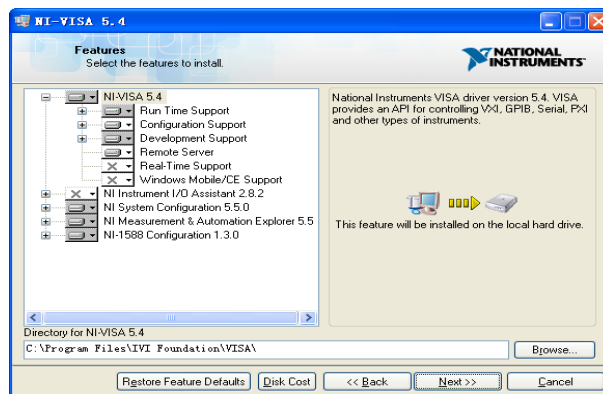 NI-VISA 5.4
Features
Select the features to install.
NATIONAL
INSTRUMENTS
NI-VISA 5.4
Run Time Support
Configuration Support
Development Support
Remote Server
Real-Time Support
Windows Mobile/CE Support
NI Instrument I/O Assistant 2.8.2
NI System Configuration 5.5.0
NI Measurement & Automation Explorer 5.5
NI-1588 Configuration 1.3.0
National Instruments VISA driver version 5.4. VISA
provides an API for controlling VXI, GPIB, Serial, PXI
and other types of instruments.
This feature will be installed on the local hard drive.
Directory for NI-VISA 5.4
C:\Program Files\IVI Foundation\VISA\
Browse...
Restore Feature Defaults
Disk Cost
<< Back
Next >>
Cancel